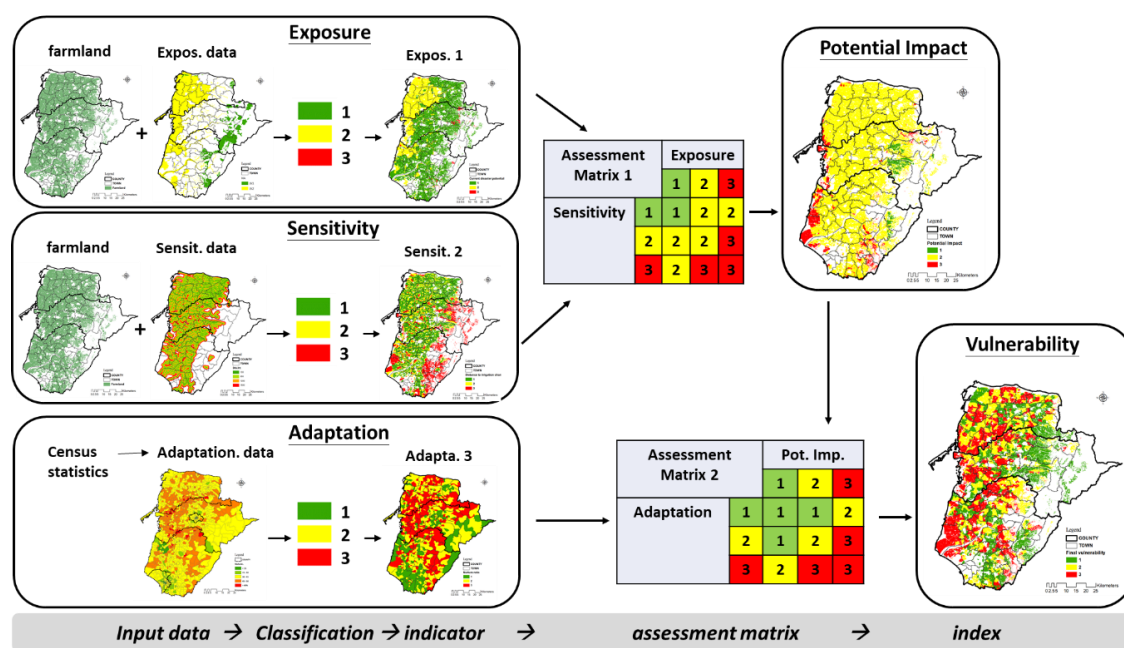 Exposure
farmland
Expos. data
Expos. 1
+
1
2
3
Sensitivity
farmland
Sensit. data
Sensit. 2
+
1
2
3
Adaptation
Census
statistics
Adaptation. data
Adapta. 3
1
2
3
Assessment
Matrix 1
Exposure
1 2 3
Sensitivity
1 1 2 2
2 2 2 3
3 2 3 3
Potential Impact
Legend
COUNTY
TOWN
Potential Impact
1
2
3
Kilometers
Assessment
Matrix 2
Pot. Imp.
1 2 3
Adaptation
1 1 1 2
2 1 2 3
3 2 3 3
Vulnerability
Legend
COUNTY
TOWN
Final vulnerability
1
2
3
Kilometers
Input data → Classification → indicator → assessment matrix → index